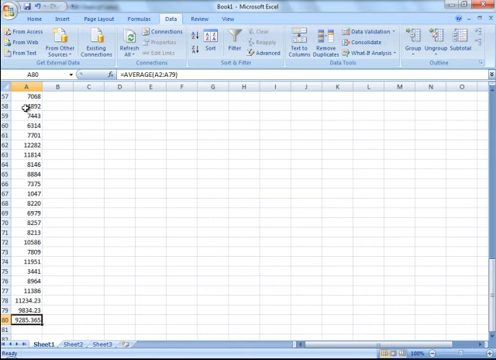 Book1 - Microsoft Excel
Home Insert Page Layout Formulas Data Review View
From Access
From Web
From Text
From Other Sources
Existing Connections
Get External Data
Refresh All
Connections
Properties
Edit Links
Connections
Sort
Filter
Clear
Reapply
Advanced
Sort & Filter
Text to Columns
Remove Duplicates
Data Validation
Consolidate
What-If Analysis
Data Tools
Group
Ungroup
Subtotal
Outline
A80 =AVERAGE(A2:A79)
A B C D E F G H I J K L M N O
57 7068
58 4892
59 7443
60 6314
61 7701
62 12282
63 11814
64 8146
65 8884
66 7375
67 1047
68 8220
69 6979
70 8257
71 8213
72 10586
73 7809
74 11951
75 3441
76 8964
77 11386
78 11234.23
79 9834.23
80 9285.365
81
Sheet1 Sheet2 Sheet3
Ready 100%